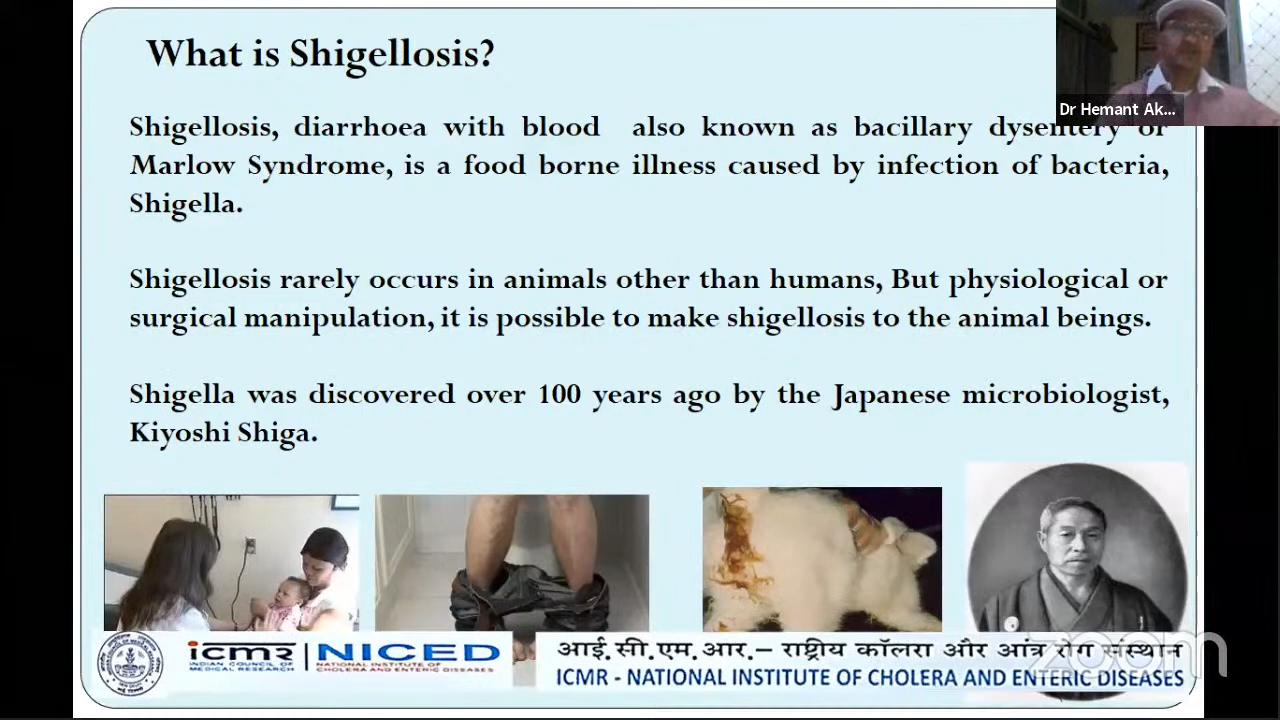 What is Shigellosis?
Dr Hemant Ak...
Shigellosis, diarrhoea with blood also known as bacillary dysentery or
Marlow Syndrome, is a food borne illness caused by infection of bacteria,
Shigella.
Shigellosis rarely occurs in animals other than humans, But physiological or
surgical manipulation, it is possible to make shigellosis to the animal beings.
Shigella was discovered over 100 years ago by the Japanese microbiologist,
Kiyoshi Shiga.
icmr
INDIAN COUNCIL OF
MEDICAL RESEARCH
NICED
NATIONAL INSTITUTE OF
CHOLERA AND ENTERIC DISEASES
आई.सी.एम.आर.– राष्ट्रीय कॉलरा और आंत्र रोग संस्थान
ICMR - NATIONAL INSTITUTE OF CHOLERA AND ENTERIC DISEASES
zoom